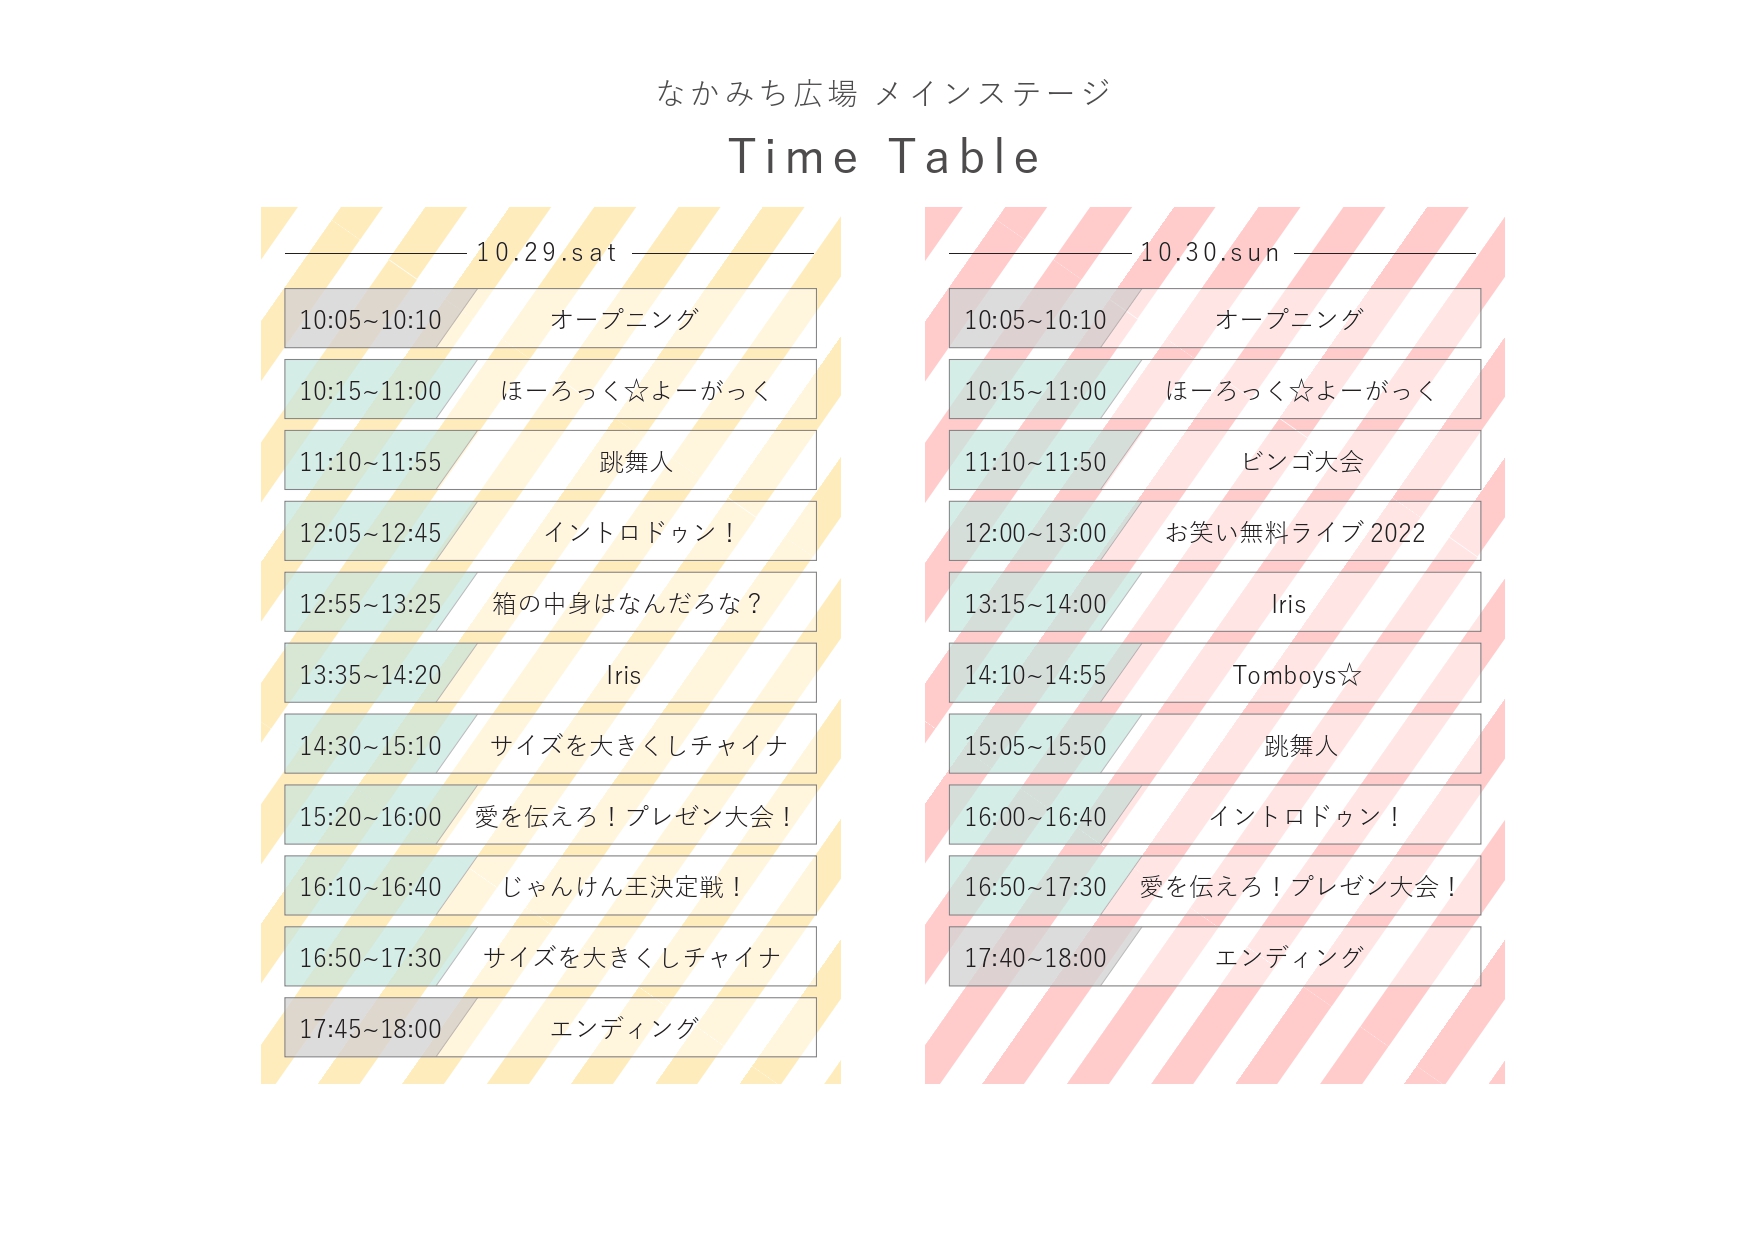 なかみち広場 メインステージ
Time Table
10.29.sat
10:05~10:10 オープニング
10:15~11:00 ほーろっく☆よーがっく
11:10~11:55 跳舞人
12:05~12:45 イントロドゥン！
12:55~13:25 箱の中身はなんだろな？
13:35~14:20 Iris
14:30~15:10 サイズを大きくしチャイナ
15:20~16:00 愛を伝えろ！プレゼン大会！
16:10~16:40 じゃんけん王決定戦！
16:50~17:30 サイズを大きくしチャイナ
17:45~18:00 エンディング
10.30.sun
10:05~10:10 オープニング
10:15~11:00 ほーろっく☆よーがっく
11:10~11:50 ビンゴ大会
12:00~13:00 お笑い無料ライブ 2022
13:15~14:00 Iris
14:10~14:55 Tomboys☆
15:05~15:50 跳舞人
16:00~16:40 イントロドゥン！
16:50~17:30 愛を伝えろ！プレゼン大会！
17:40~18:00 エンディング